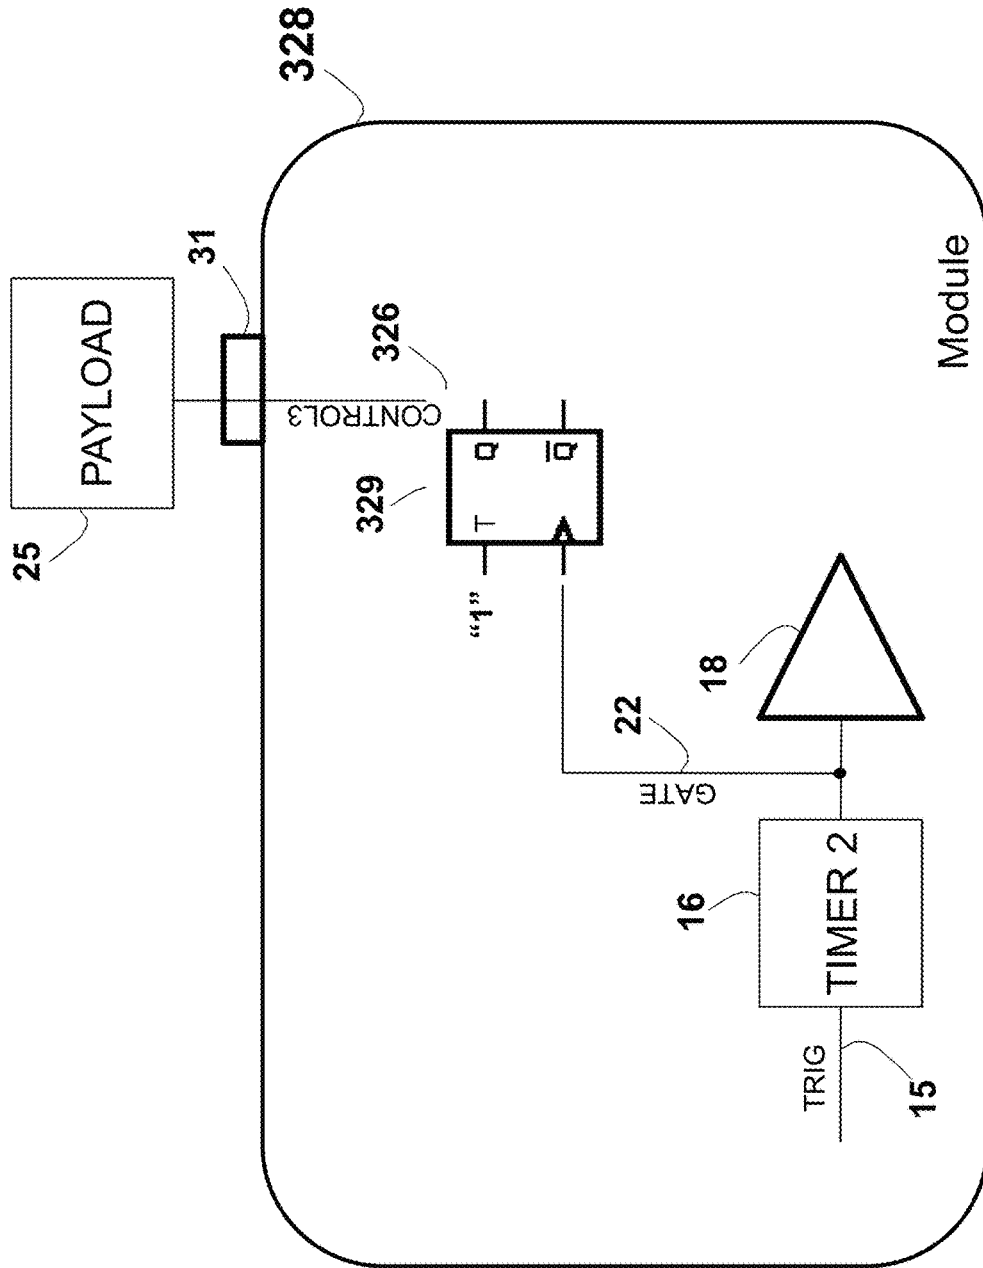 PAYLOAD
25
31
328
CONTROL3
326
329
T
Q
Q̅
“1”
22
GATE
18
TRIG
15
16
TIMER 2
Module